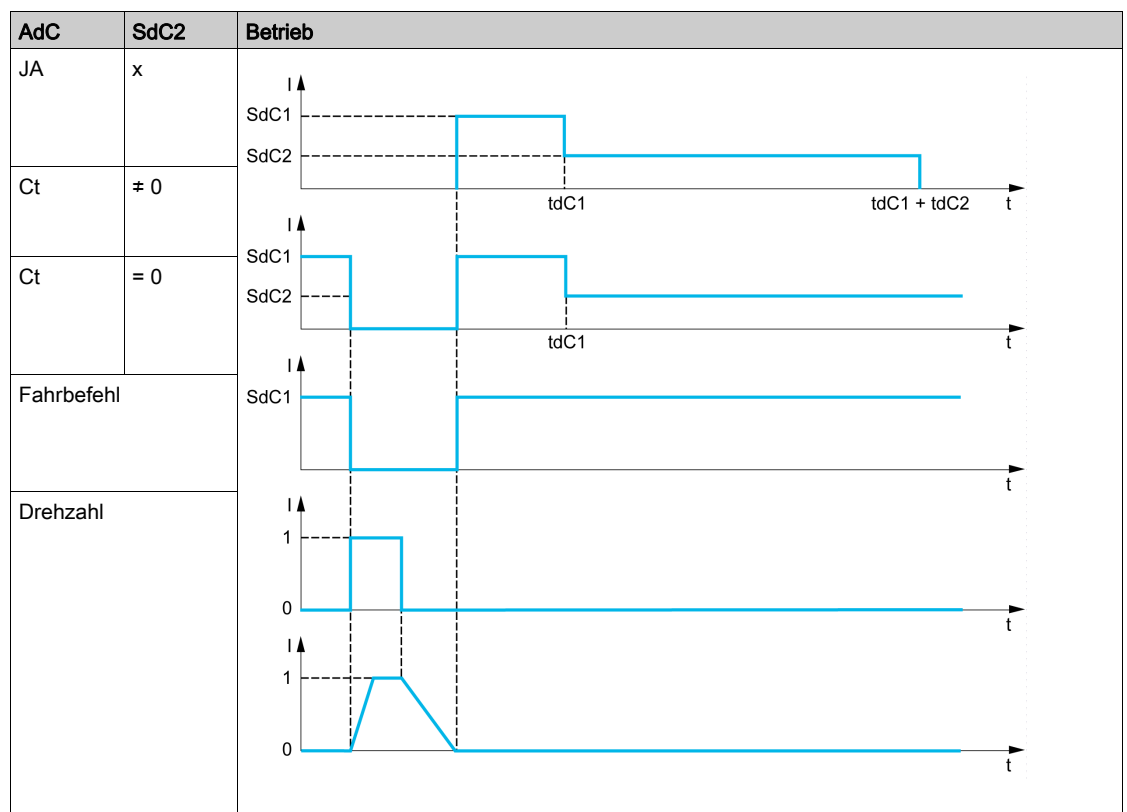 AdC SdC2 Betrieb
JA x
I
SdC1
SdC2
tdC1 tdC1 + tdC2 t
Ct ≠ 0
I
SdC1
SdC2
tdC1 t
Ct = 0
I
SdC1
t
Fahrbefehl
I
1
0
t
Drehzahl
I
1
0
t